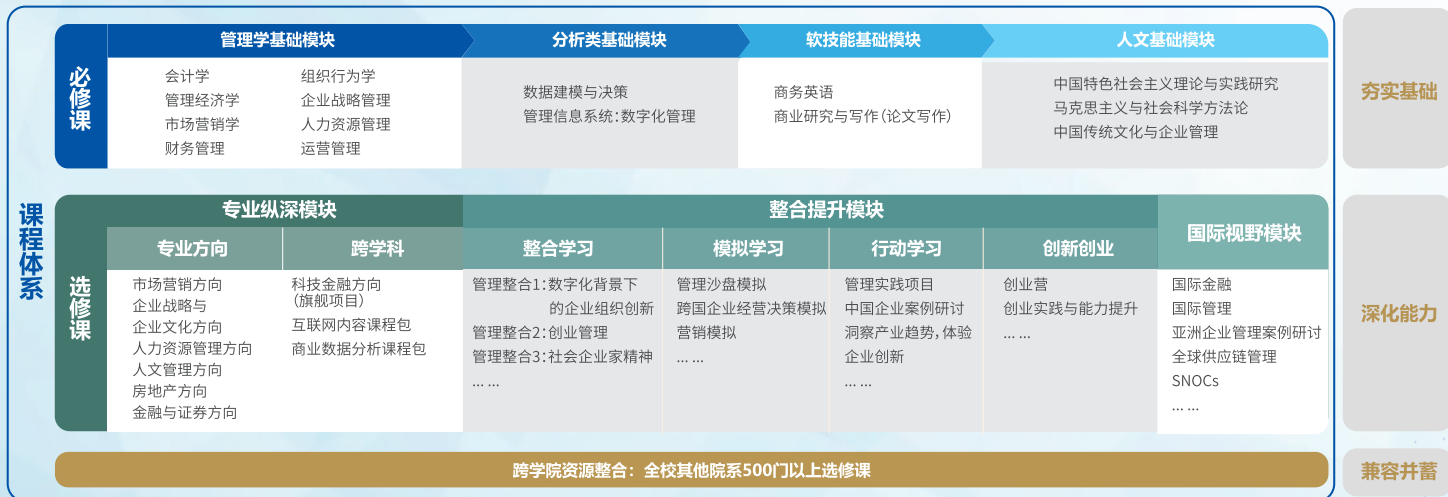 课程体系
必修课
管理学基础模块
会计学
管理经济学
市场营销学
财务管理
组织行为学
企业战略管理
人力资源管理
运营管理
分析类基础模块
数据建模与决策
管理信息系统：数字化管理
软技能基础模块
商务英语
商业研究与写作（论文写作）
人文基础模块
中国特色社会主义理论与实践研究
马克思主义与社会科学方法论
中国传统文化与企业管理
夯实基础
选修课
专业纵深模块
专业方向
市场营销方向
企业战略与
企业文化方向
人力资源管理方向
人文管理方向
房地产方向
金融与证券方向
跨学科
科技金融方向
（旗舰项目）
互联网内容课程包
商业数据分析课程包
整合提升模块
整合学习
管理整合1：数字化背景下
的企业组织创新
管理整合2：创业管理
管理整合3：社会企业家精神
... ...
模拟学习
管理沙盘模拟
跨国企业经营决策模拟
营销模拟
... ...
行动学习
管理实践项目
中国企业案例研讨
洞察产业趋势，体验
企业创新
... ...
创新创业
创业营
创业实践与能力提升
... ...
国际视野模块
国际金融
国际管理
亚洲企业管理案例研讨
全球供应链管理
SNOCs
... ...
深化能力
跨学院资源整合：全校其他院系500门以上选修课
兼容并蓄